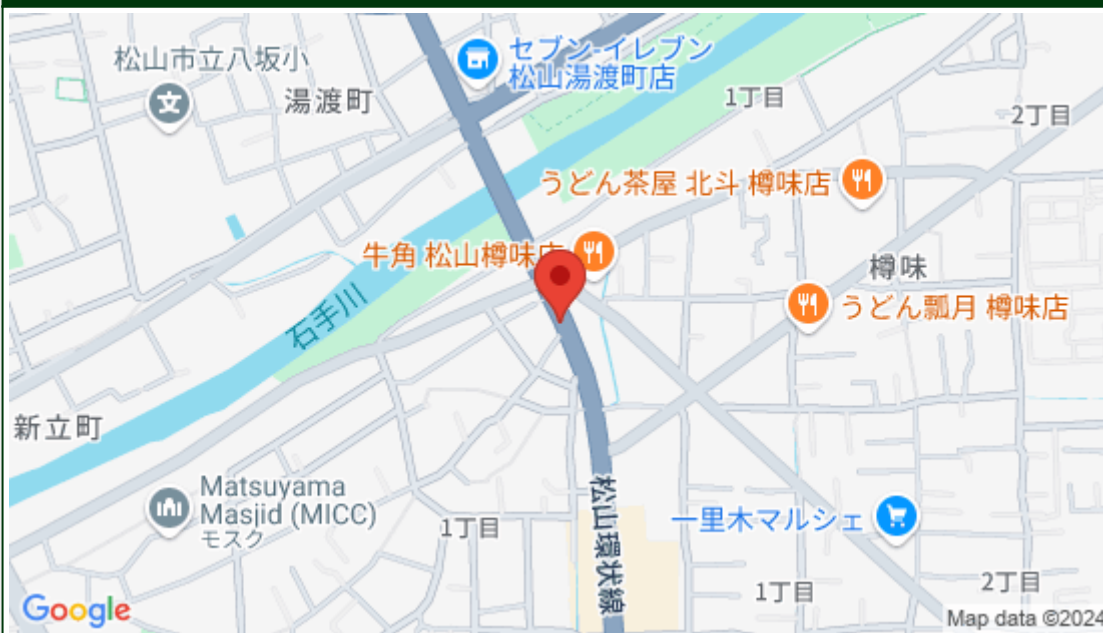 松山市立八坂小
セブン-イレブン
松山湯渡町店
湯渡町
1丁目
2丁目
うどん茶屋 北斗 樽味店
牛角 松山樽味店
樽味
うどん瓢月 樽味店
石手川
新立町
Matsuyama
Masjid (MICC)
モスク
1丁目
松山環状線
一里木マルシェ
1丁目
2丁目
Google
Map data ©2024